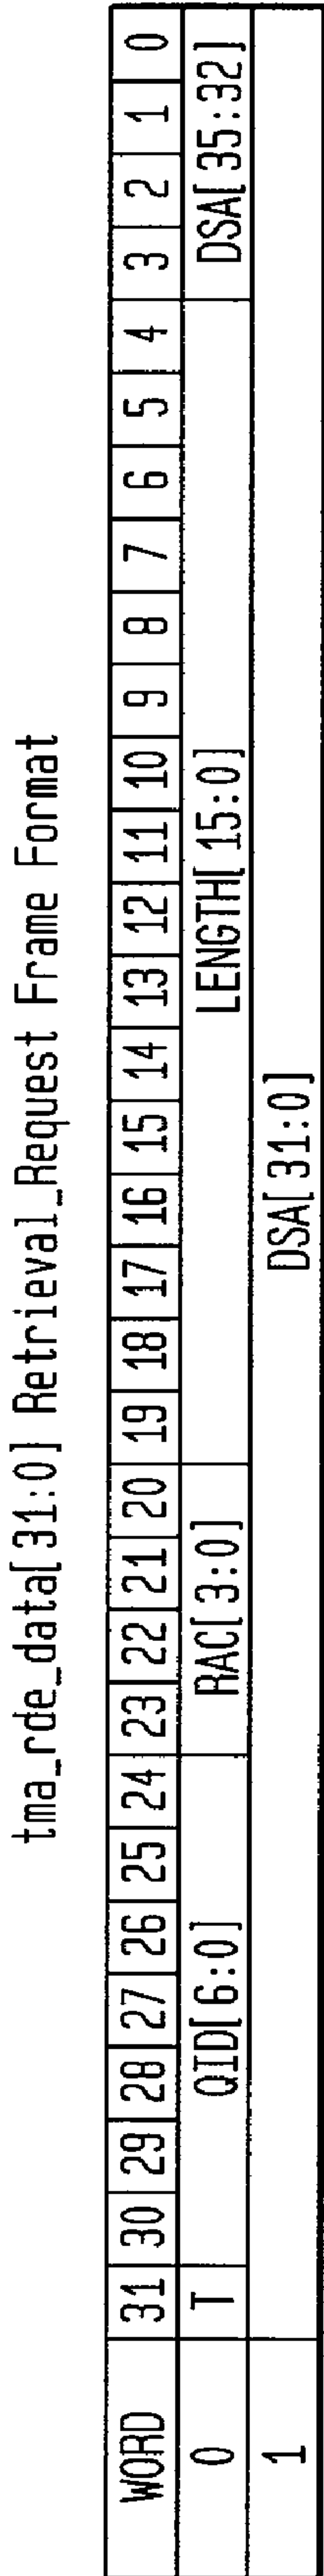 tma_rde_data[31:0] Retrieval_Request Frame Format
WORD 31 30 29 28 27 26 25 24 23 22 21 20 19 18 17 16 15 14 13 12 11 10 9 8 7 6 5 4 3 2 1 0
0 T QID[6:0] RAC[3:0] LENGTH[15:0] DSA[35:32]
1 DSA[31:0]